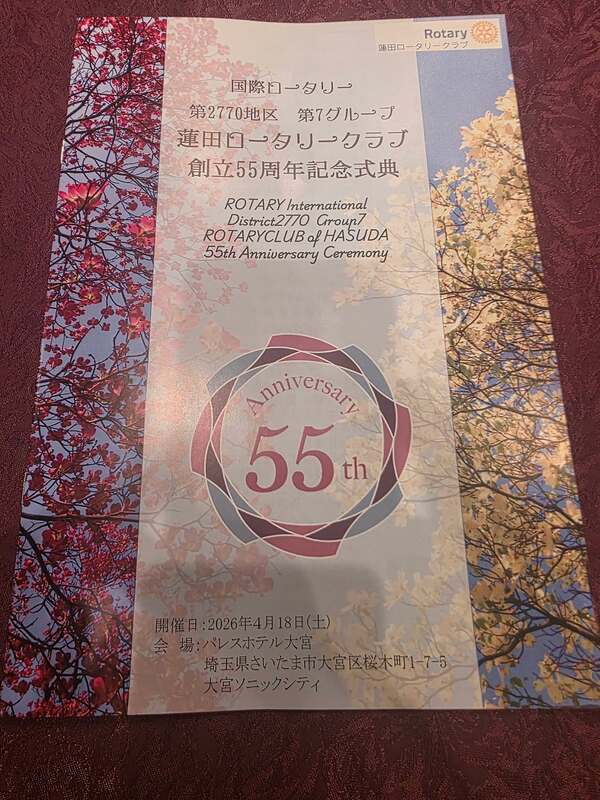 Rotary
蓮田ロータリークラブ
国際ロータリー
第2770地区 第7グループ
蓮田ロータリークラブ
創立55周年記念式典
ROTARY International
District2770 Group7
ROTARYCLUB of HASUDA
55th Anniversary Ceremony
Anniversary
55th
開催日:2026年4月18日(土)
会 場:パレスホテル大宮
埼玉県さいたま市大宮区桜木町1-7-5
大宮ソニックシティ